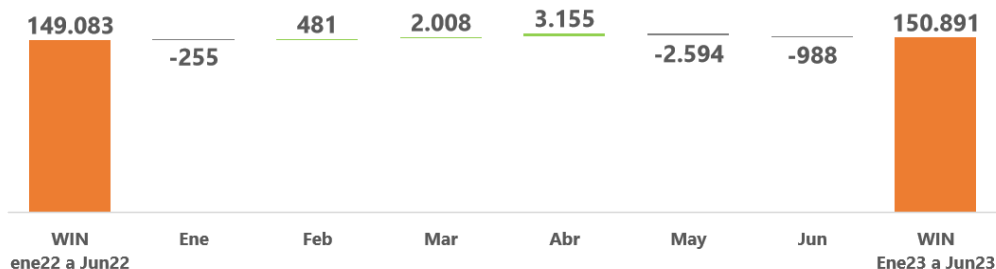 149.083
-255
481
2.008
3.155
-2.594
-988
150.891
WIN
ene22 a Jun22
Ene
Feb
Mar
Abr
May
Jun
WIN
Ene23 a Jun23